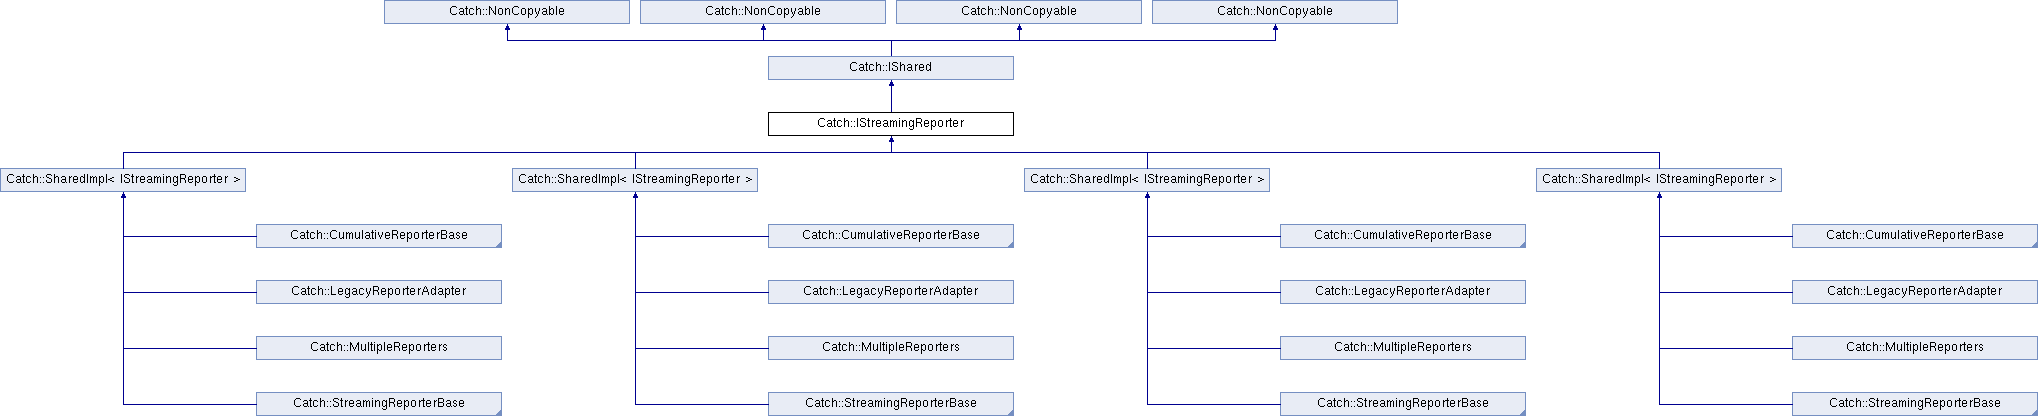 Catch::NonCopyable
Catch::NonCopyable
Catch::NonCopyable
Catch::NonCopyable
Catch::IShared
Catch::IStreamingReporter
Catch::SharedImpl< IStreamingReporter >
Catch::SharedImpl< IStreamingReporter >
Catch::SharedImpl< IStreamingReporter >
Catch::SharedImpl< IStreamingReporter >
Catch::CumulativeReporterBase
Catch::CumulativeReporterBase
Catch::CumulativeReporterBase
Catch::CumulativeReporterBase
Catch::LegacyReporterAdapter
Catch::LegacyReporterAdapter
Catch::LegacyReporterAdapter
Catch::LegacyReporterAdapter
Catch::MultipleReporters
Catch::MultipleReporters
Catch::MultipleReporters
Catch::MultipleReporters
Catch::StreamingReporterBase
Catch::StreamingReporterBase
Catch::StreamingReporterBase
Catch::StreamingReporterBase